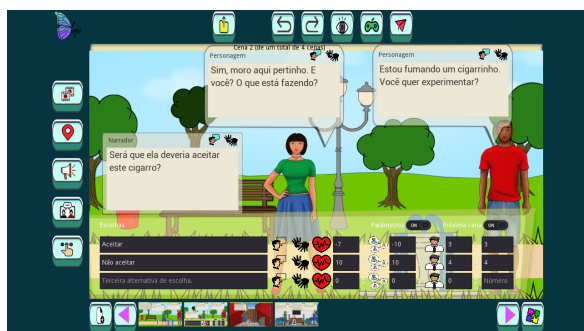 Cena 2 (de um total de 4 cenas)
Personagem
Sim, moro aqui pertinho. E
você? O que está fazendo?
Personagem
Estou fumando um cigarrinho.
Você quer experimentar?
Narrador
Será que ela deveria aceitar
este cigarro?
Escolhas
Parâmetros
ON
Próxima cena
ON
Aceitar
-7
-10
3
3
Não aceitar
10
10
4
4
Terceira alternativa de escolha.
0
0
0
Número